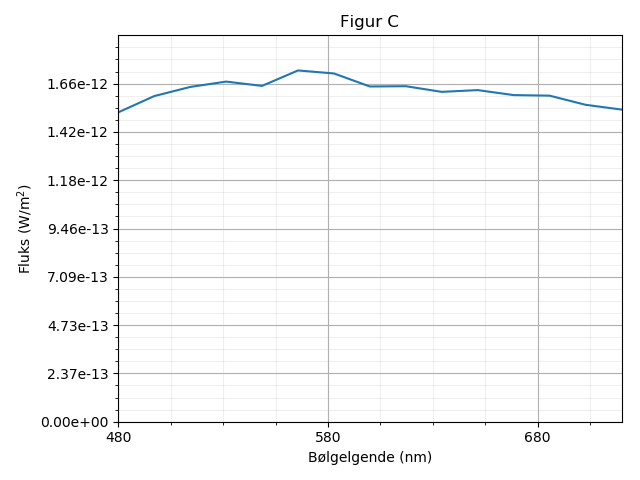 Figur C
1.66e-12
1.42e-12
1.18e-12
9.46e-13
7.09e-13
4.73e-13
2.37e-13
0.00e+00
Fluks (W/m²)
480
580
680
Bølgelgende (nm)